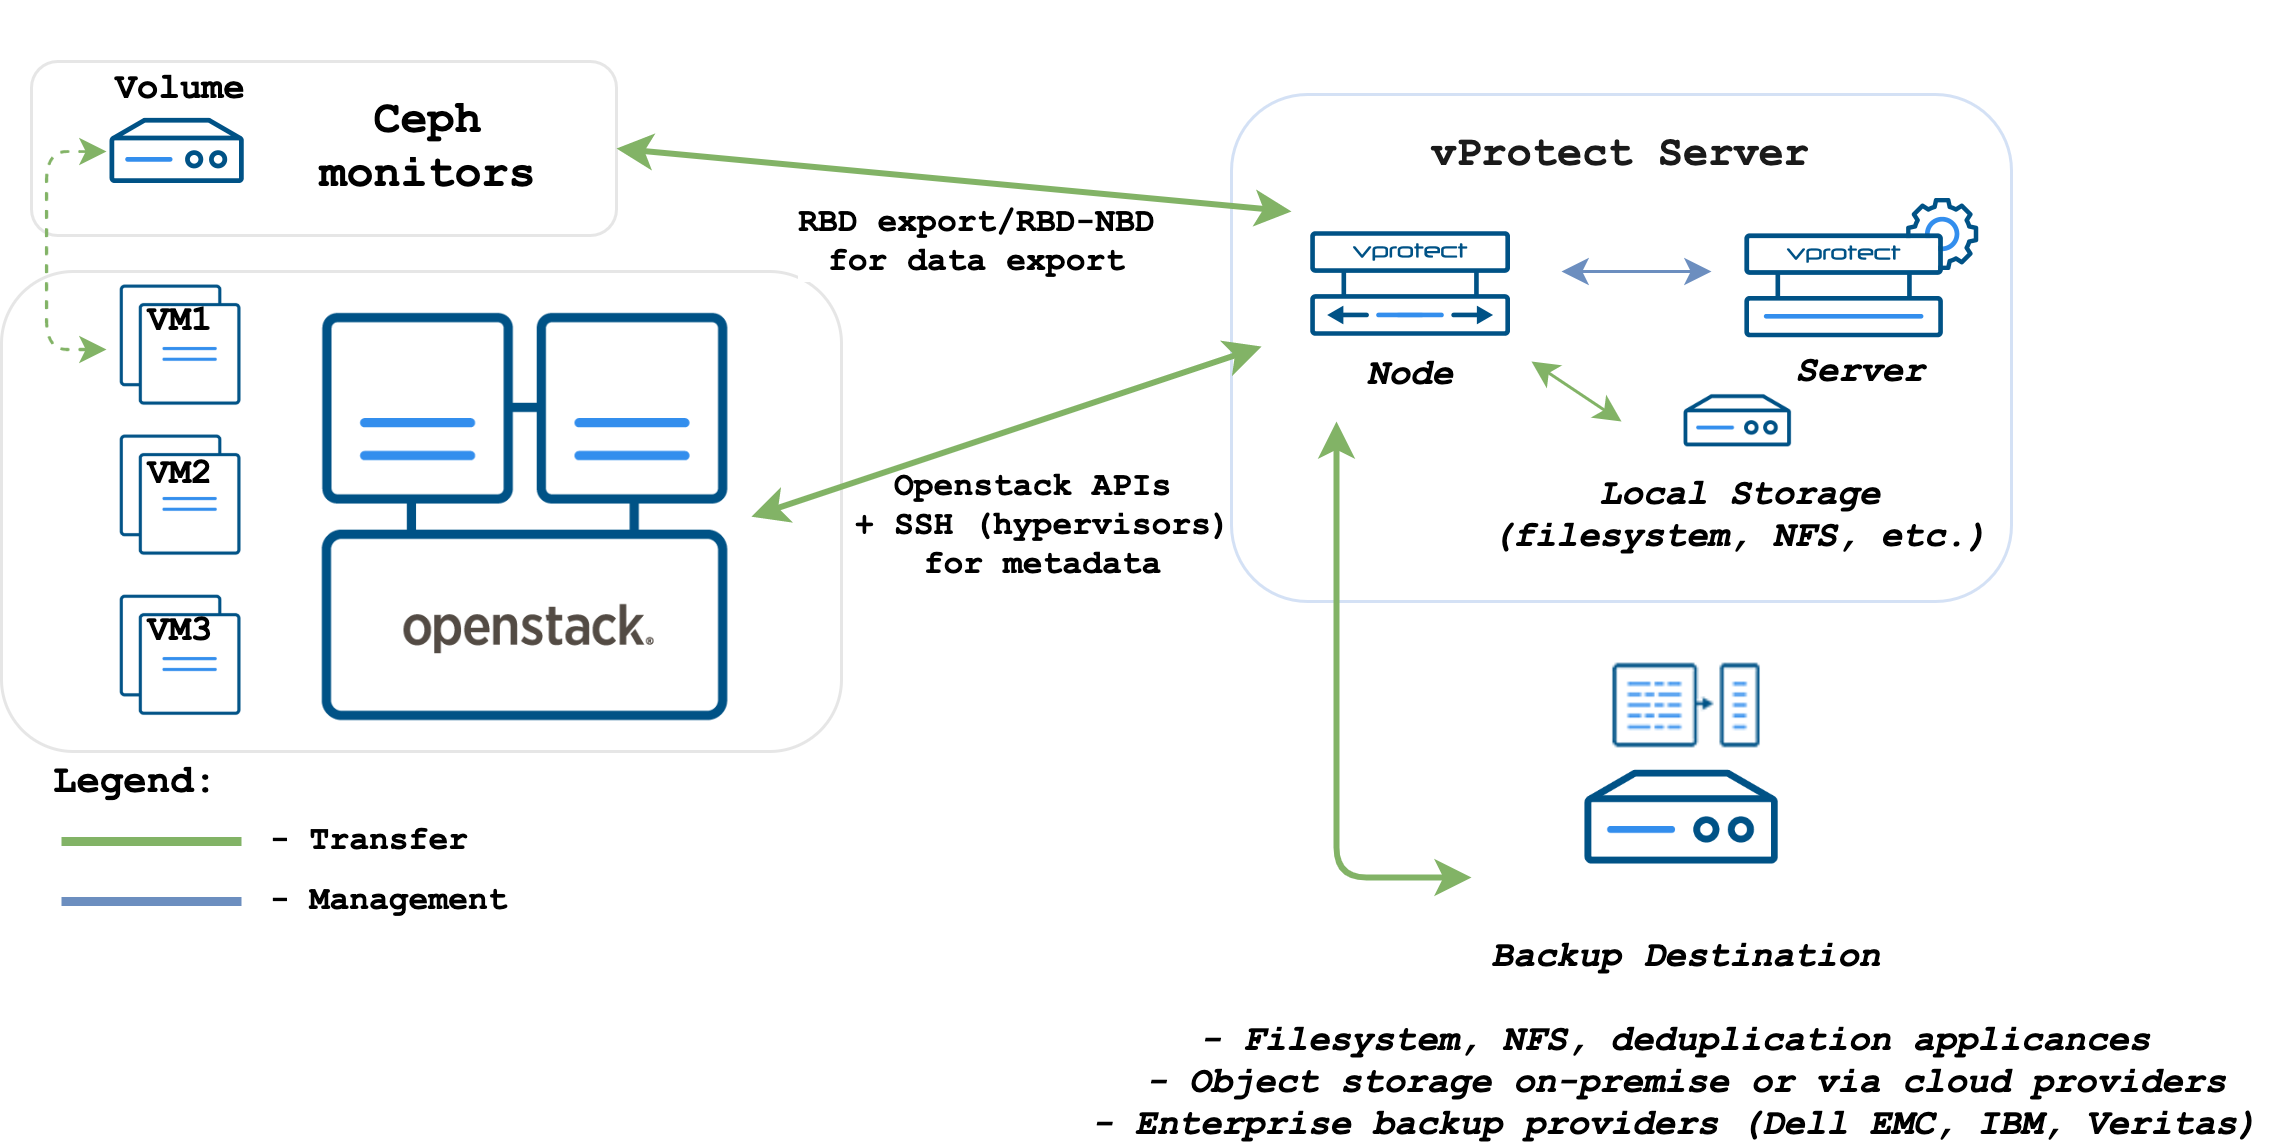 Volume
Ceph
monitors
RBD export/RBD-NBD
for data export
vProtect Server
vprotect
vprotect
Node
Server
Local Storage
(filesystem, NFS, etc.)
VM1
VM2
VM3
openstack®
Openstack APIs
+ SSH (hypervisors)
for metadata
Legend:
- Transfer
- Management
Backup Destination
- Filesystem, NFS, deduplication applicances
- Object storage on-premise or via cloud providers
- Enterprise backup providers (Dell EMC, IBM, Veritas)